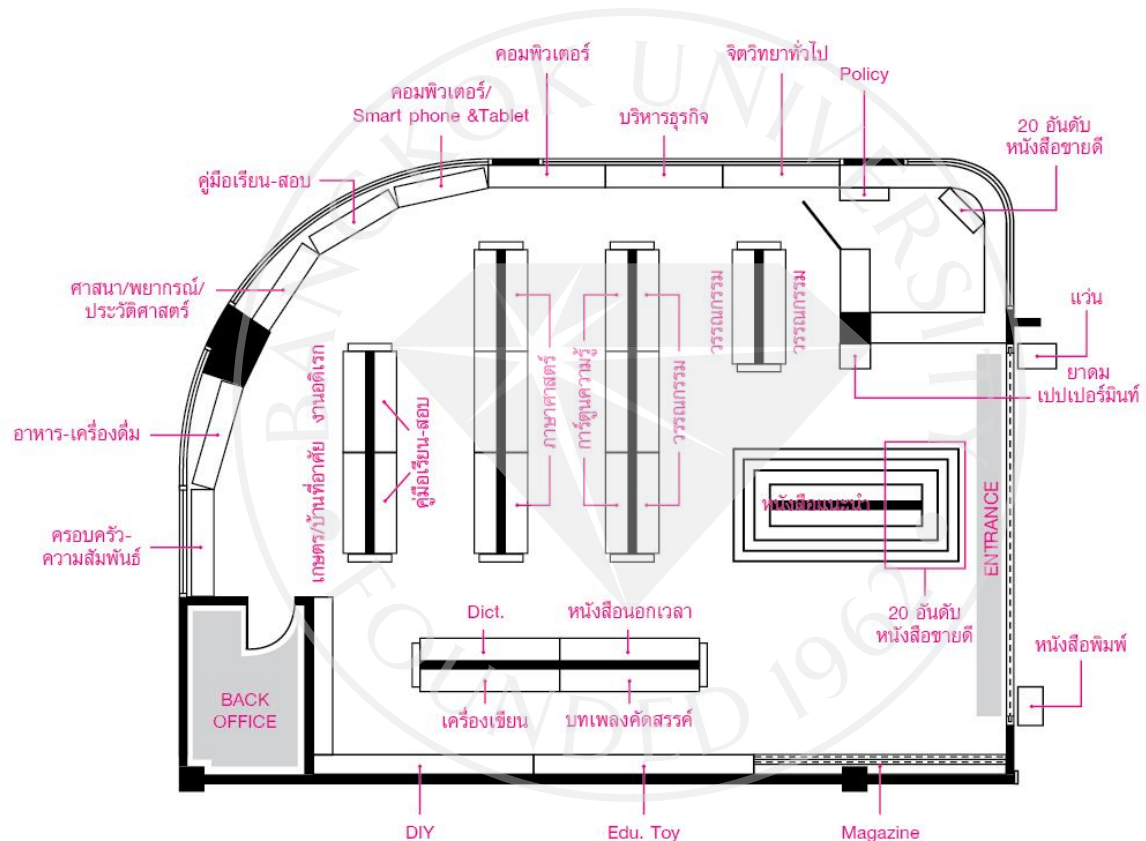 คอมพิวเตอร์
จิตวิทยาทั่วไป
Policy
คอมพิวเตอร์/
Smart phone &Tablet
บริหารธุรกิจ
20 อันดับ
หนังสือขายดี
คู่มือเรียน-สอบ
ศาสนา/พยากรณ์/
ประวัติศาสตร์
แว่น
ยาดม
เปปเปอร์มินท์
วรรณกรรม
วรรณกรรม
งานอดิเรก
คู่มือเรียน-สอบ
ภาษาศาสตร์
การ์ตูนความรู้
วรรณกรรม
อาหาร-เครื่องดื่ม
เกษตร/บ้านที่อาศัย
หนังสือแนะนำ
ENTRANCE
ครอบครัว-
ความสัมพันธ์
Dict.
หนังสือนอกเวลา
20 อันดับ
หนังสือขายดี
หนังสือพิมพ์
BACK
OFFICE
เครื่องเขียน
บทเพลงคัดสรรค์
DIY
Edu. Toy
Magazine
BANGKOK UNIVERSITY
FOUNDED 1962